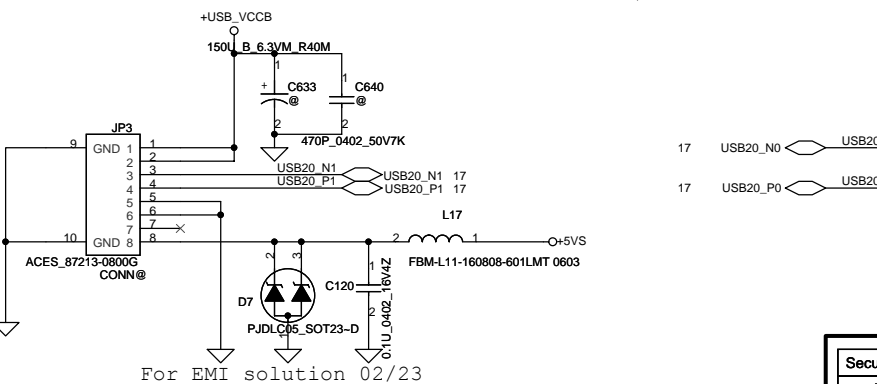 +USB_VCCB
150U_B_6.3VM_R40M
1
1
+
C633
@
C640
@
2
2
470P_0402_50V7K
JP3
9
GND
1
1
2
2
3
3
USB20_N1
USB20_N1 17
4
4
USB20_P1
USB20_P1 17
5
5
6
6
7
7
10
GND
8
8
ACES_87213-0800G
CONN@
L17
2
1
+5VS
FBM-L11-160808-601LMT 0603
2
3
D7
1
PJDLC05_SOT23~D
C120
1
2
0.1U_0402_16V4Z
For EMI solution 02/23
17
USB20_N0
USB20
17
USB20_P0
USB20
Secu